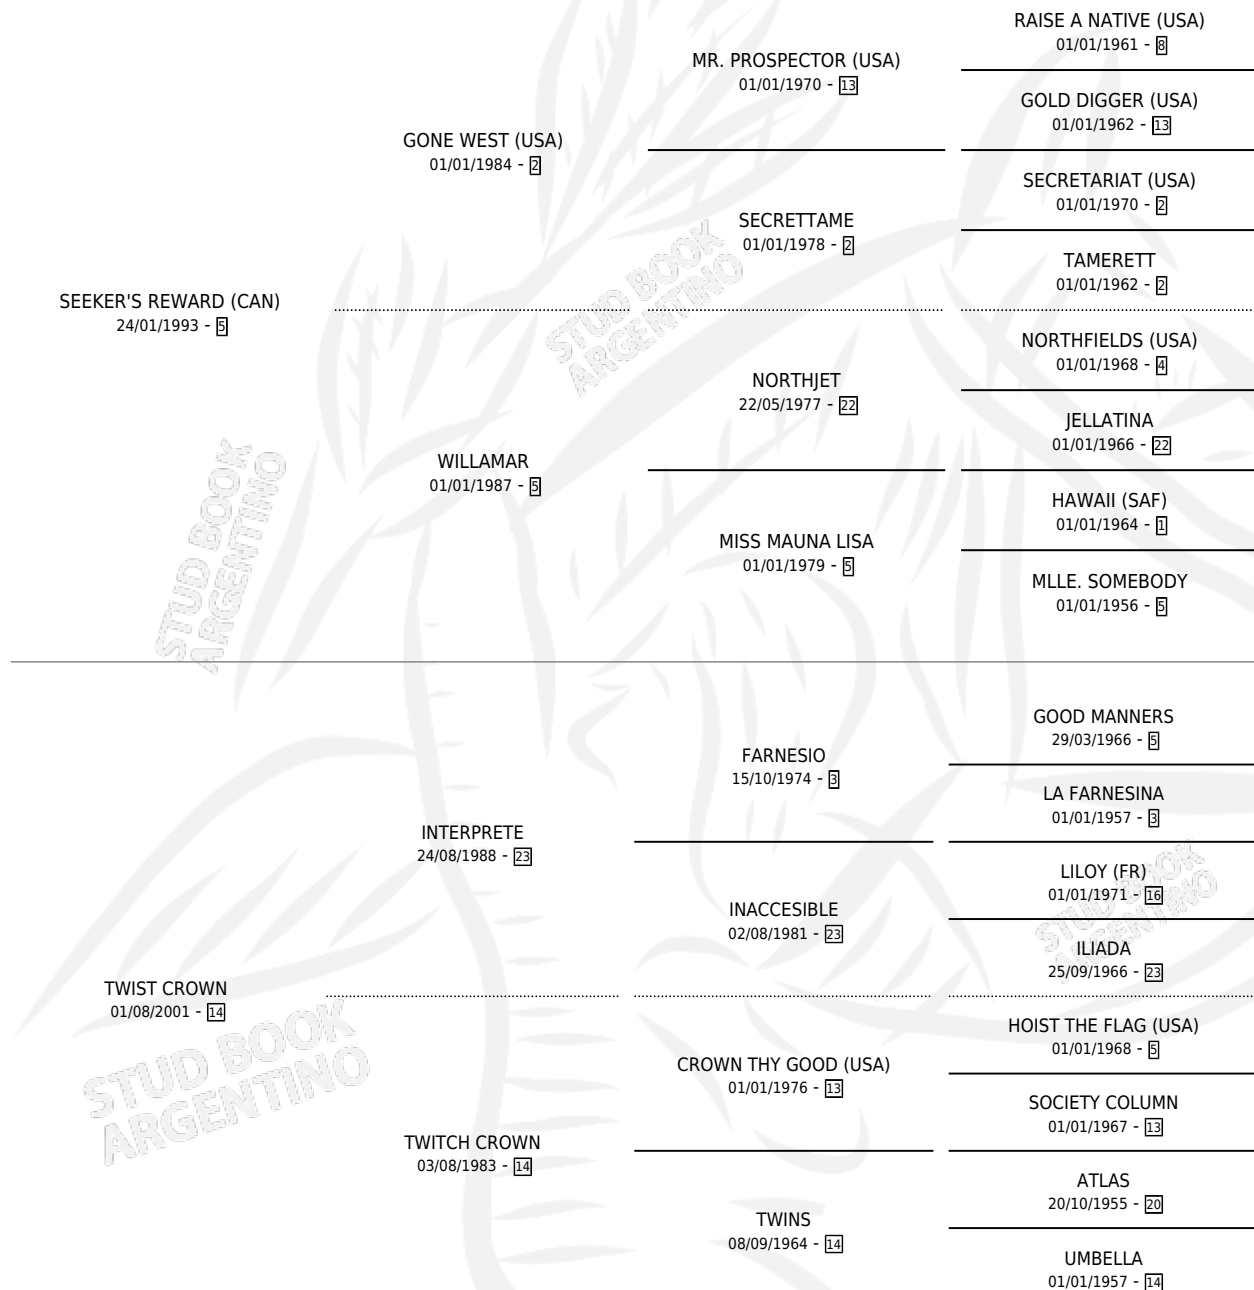 RAISE A NATIVE (USA)
01/01/1961 - 8
MR. PROSPECTOR (USA)
01/01/1970 - 13
GOLD DIGGER (USA)
01/01/1962 - 13
GONE WEST (USA)
01/01/1984 - 2
SECRETARIAT (USA)
01/01/1970 - 2
SECRETTAME
01/01/1978 - 2
TAMERETT
01/01/1962 - 2
SEEKER'S REWARD (CAN)
24/01/1993 - 5
NORTHFIELDS (USA)
01/01/1968 - 4
NORTHJET
22/05/1977 - 22
JELLATINA
01/01/1966 - 22
WILLAMAR
01/01/1987 - 5
HAWAII (SAF)
01/01/1964 - 1
MISS MAUNA LISA
01/01/1979 - 5
MLLE. SOMEBODY
01/01/1956 - 5
GOOD MANNERS
29/03/1966 - 5
FARNESIO
15/10/1974 - 3
LA FARNESINA
01/01/1957 - 3
INTERPRETE
24/08/1988 - 23
LILOY (FR)
01/01/1971 - 16
INACCESIBLE
02/08/1981 - 23
ILIADA
25/09/1966 - 23
TWIST CROWN
01/08/2001 - 14
HOIST THE FLAG (USA)
01/01/1968 - 5
CROWN THY GOOD (USA)
01/01/1976 - 13
SOCIETY COLUMN
01/01/1967 - 13
TWITCH CROWN
03/08/1983 - 14
ATLAS
20/10/1955 - 20
TWINS
08/09/1964 - 14
UMBELLA
01/01/1957 - 14
STUD BOOK
ARGENTINO
STUD BOOK
ARGENTINO
STUD BOOK
ARGENTINO
STUD BOOK
ARGENTINO